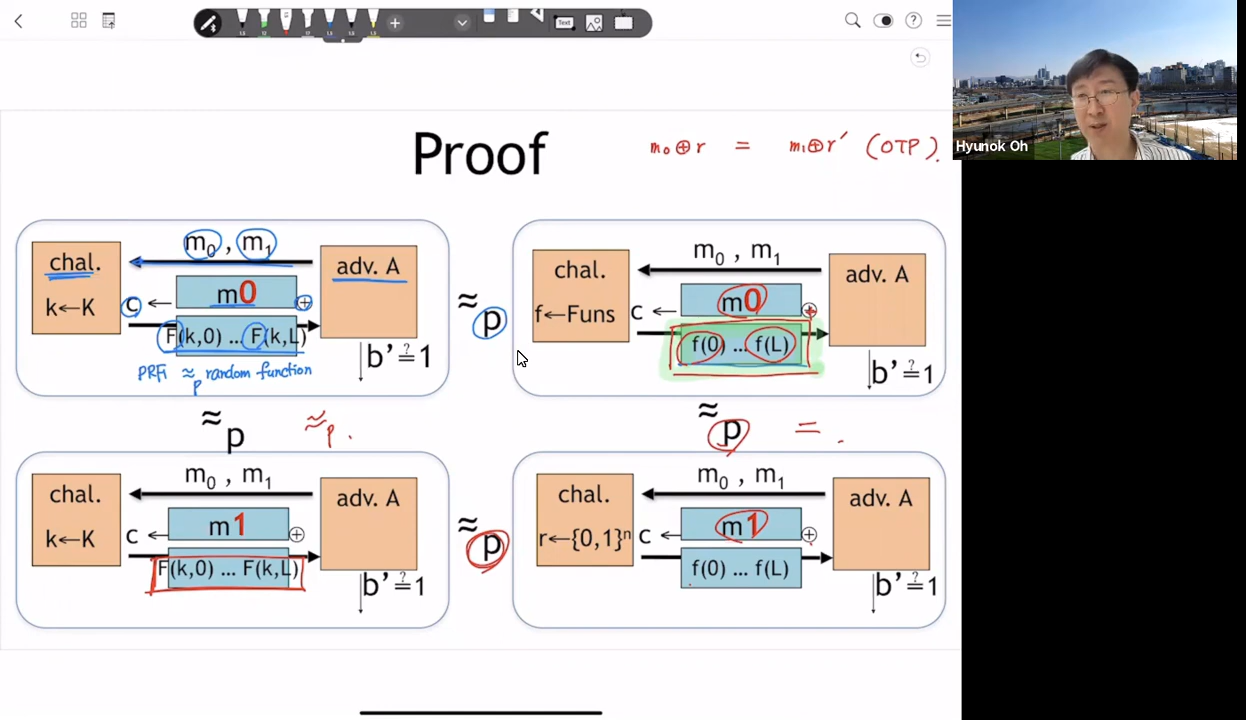 Text
Hyunok Oh
Proof
m₀⊕r = m₁⊕r′ (OTP).
m₀ , m₁
chal.
k←K
adv. A
m0
c ←
⊕
F(k,0) ... F(k,L)
b' ≟ 1
PRF ≈p random function
≈p
m₀ , m₁
chal.
f←Funs
adv. A
m0
c ←
⊕
f(0) ... f(L)
b' ≟ 1
≈p
≈p.
≈p
= .
m₀ , m₁
chal.
k←K
adv. A
m1
c ←
⊕
F(k,0) ... F(k,L)
b' ≟ 1
≈p
m₀ , m₁
chal.
r←{0,1}ⁿ
adv. A
m1
c ←
⊕
f(0) ... f(L)
b' ≟ 1